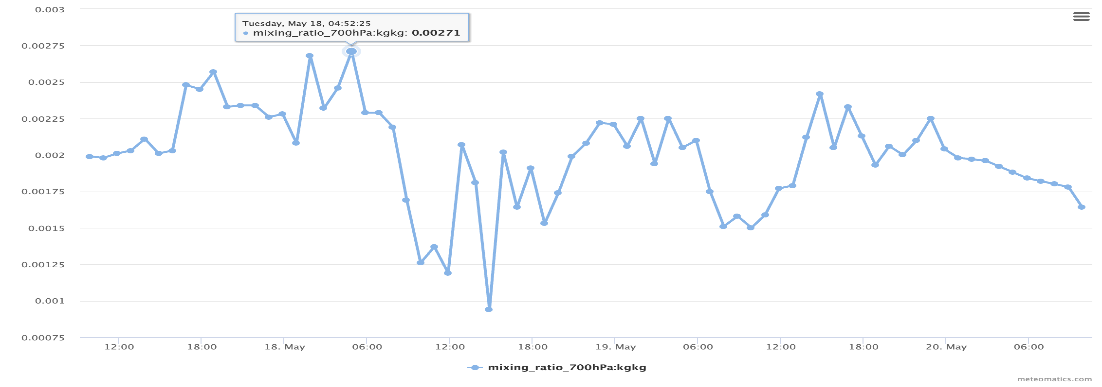 0.003
Tuesday, May 18, 04:52:25
mixing_ratio_700hPa:kgkg: 0.00271
0.00275
0.0025
0.00225
0.002
0.00175
0.0015
0.00125
0.001
0.00075
12:00 18:00 18. May 06:00 12:00 18:00 19. May 06:00 12:00 18:00 20. May 06:00
mixing_ratio_700hPa:kgkg
meteomatics.com